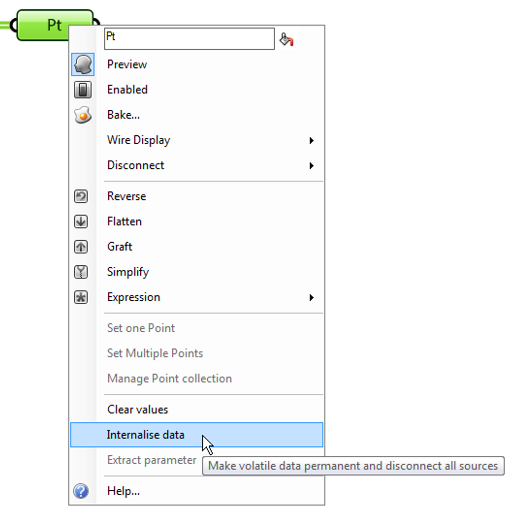 Pt
Pt
Preview
Enabled
Bake...
Wire Display
Disconnect
Reverse
Flatten
Graft
Simplify
Expression
Set one Point
Set Multiple Points
Manage Point collection
Clear values
Internalise data
Extract parameter
Make volatile data permanent and disconnect all sources
Help...